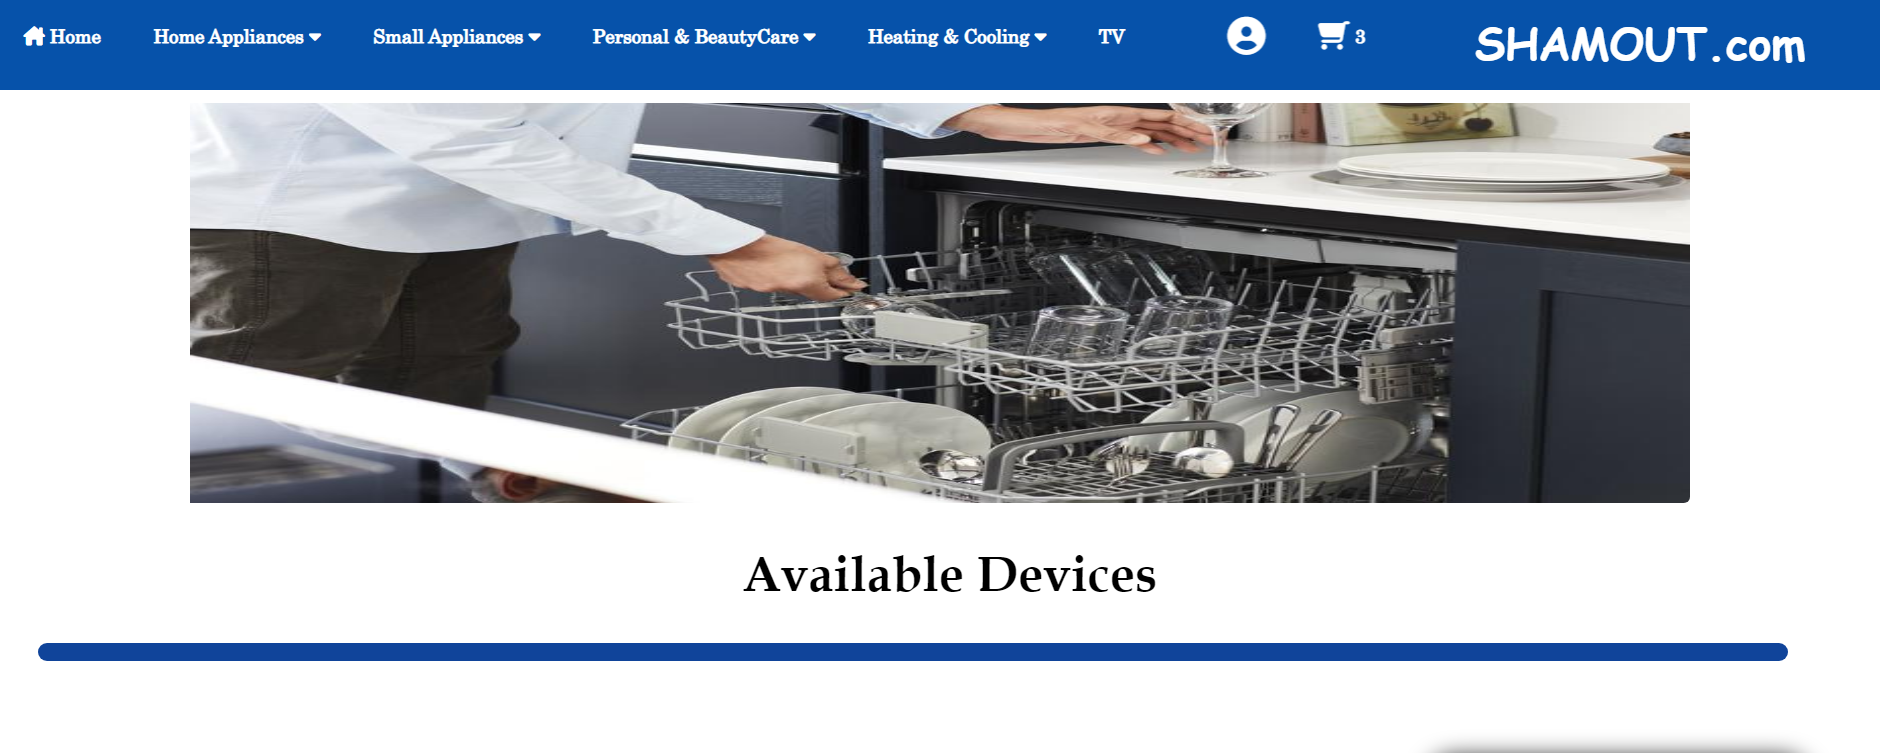 Home
Home Appliances
Small Appliances
Personal & BeautyCare
Heating & Cooling
TV
3
SHAMOUT.com
Available Devices